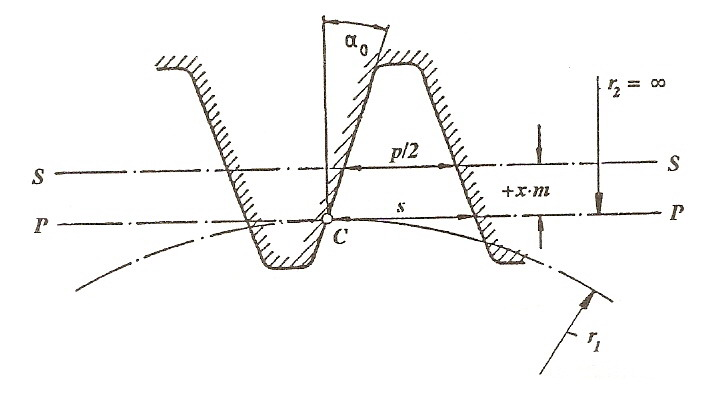 α₀
r₂ = ∞
S p/2 S
+x·m
P s P
C
r₁